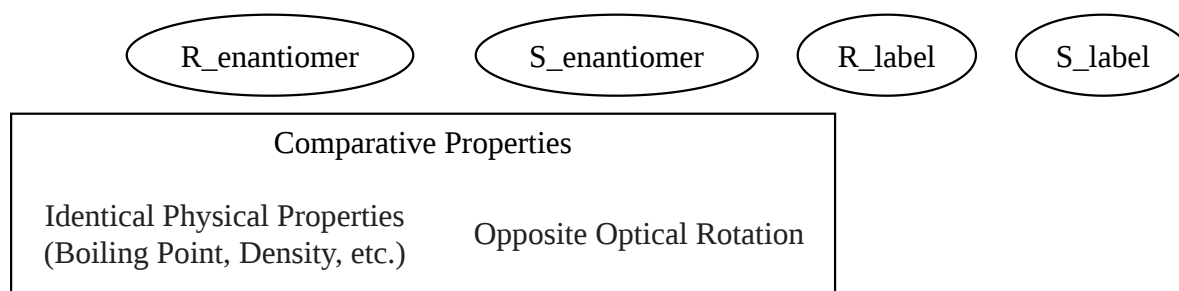 R_enantiomer
S_enantiomer
R_label
S_label
Comparative Properties
Identical Physical Properties
(Boiling Point, Density, etc.)
Opposite Optical Rotation